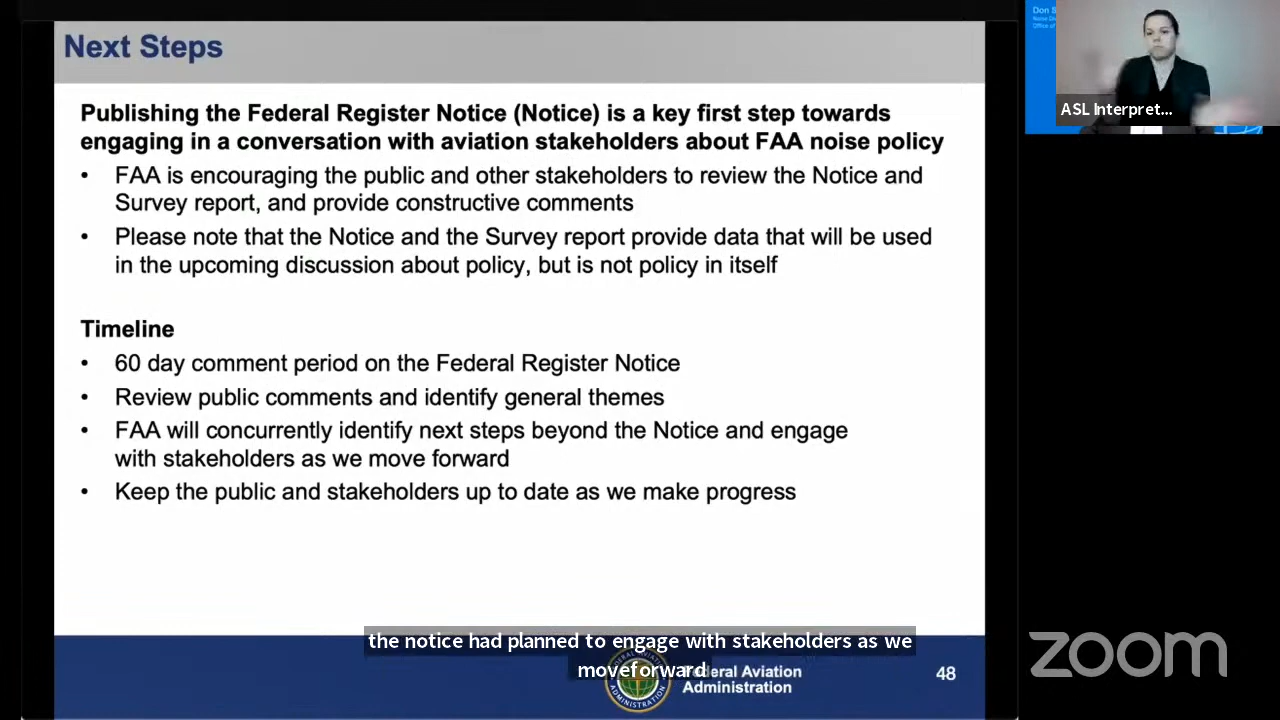 Next Steps
Publishing the Federal Register Notice (Notice) is a key first step towards
engaging in a conversation with aviation stakeholders about FAA noise policy
• FAA is encouraging the public and other stakeholders to review the Notice and
Survey report, and provide constructive comments
• Please note that the Notice and the Survey report provide data that will be used
in the upcoming discussion about policy, but is not policy in itself
Timeline
• 60 day comment period on the Federal Register Notice
• Review public comments and identify general themes
• FAA will concurrently identify next steps beyond the Notice and engage
with stakeholders as we move forward
• Keep the public and stakeholders up to date as we make progress
the notice had planned to engage with stakeholders as we
moveforward
Federal Aviation
Administration
48
Don
ASL Interpret...
zoom